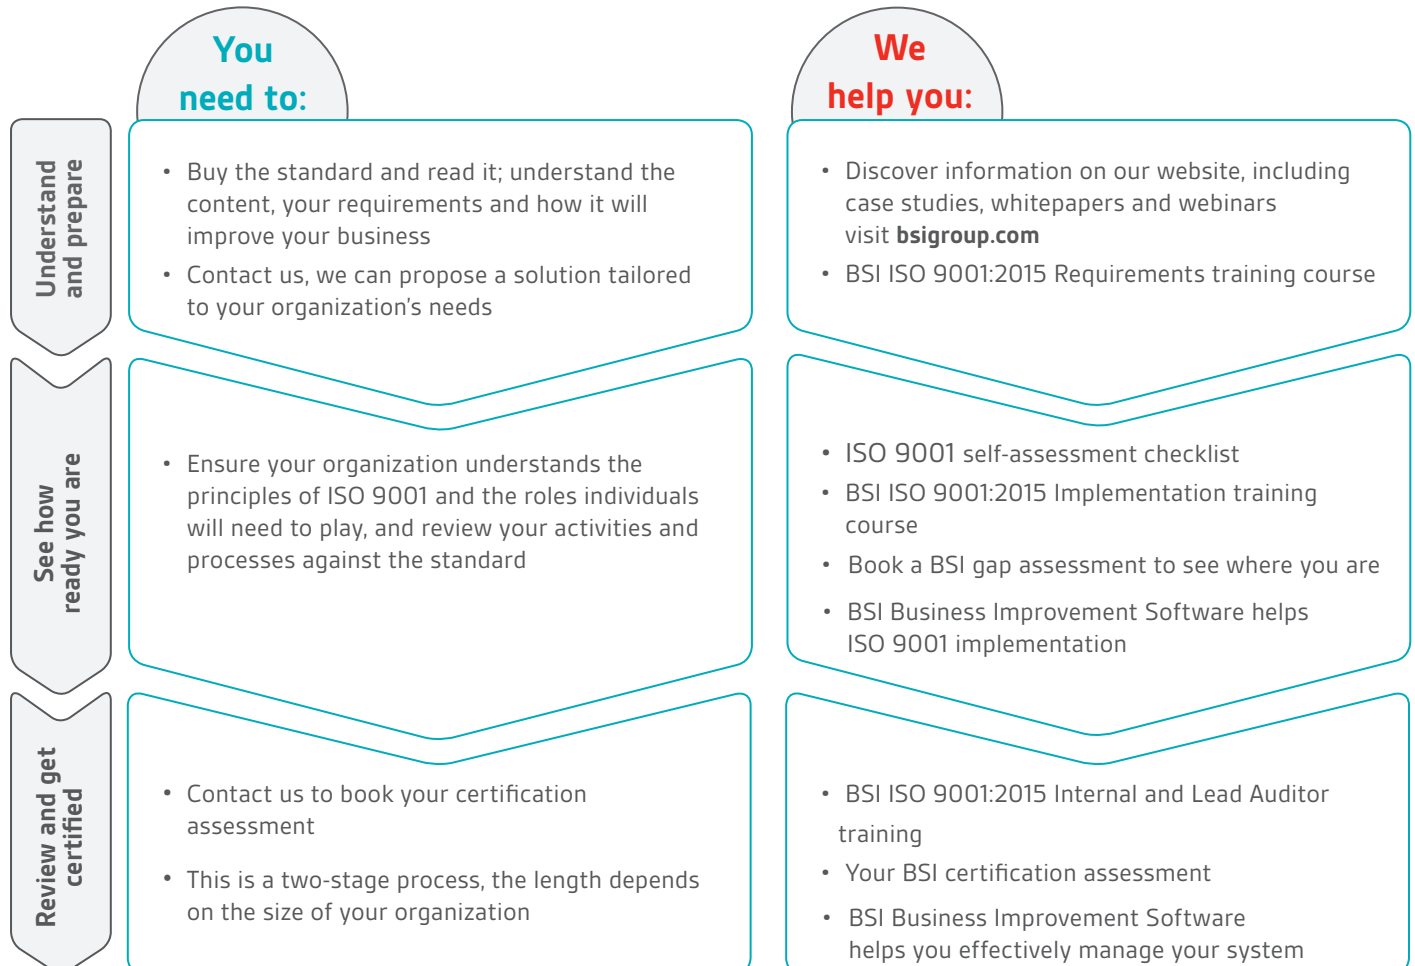 You
need to:
We
help you:
Understand
and prepare
• Buy the standard and read it; understand the
content, your requirements and how it will
improve your business
• Contact us, we can propose a solution tailored
to your organization’s needs
• Discover information on our website, including
case studies, whitepapers and webinars
visit bsigroup.com
• BSI ISO 9001:2015 Requirements training course
See how
ready you are
• Ensure your organization understands the
principles of ISO 9001 and the roles individuals
will need to play, and review your activities and
processes against the standard
• ISO 9001 self-assessment checklist
• BSI ISO 9001:2015 Implementation training
course
• Book a BSI gap assessment to see where you are
• BSI Business Improvement Software helps
ISO 9001 implementation
Review and get
certified
• Contact us to book your certification
assessment
• This is a two-stage process, the length depends
on the size of your organization
• BSI ISO 9001:2015 Internal and Lead Auditor
training
• Your BSI certification assessment
• BSI Business Improvement Software
helps you effectively manage your system